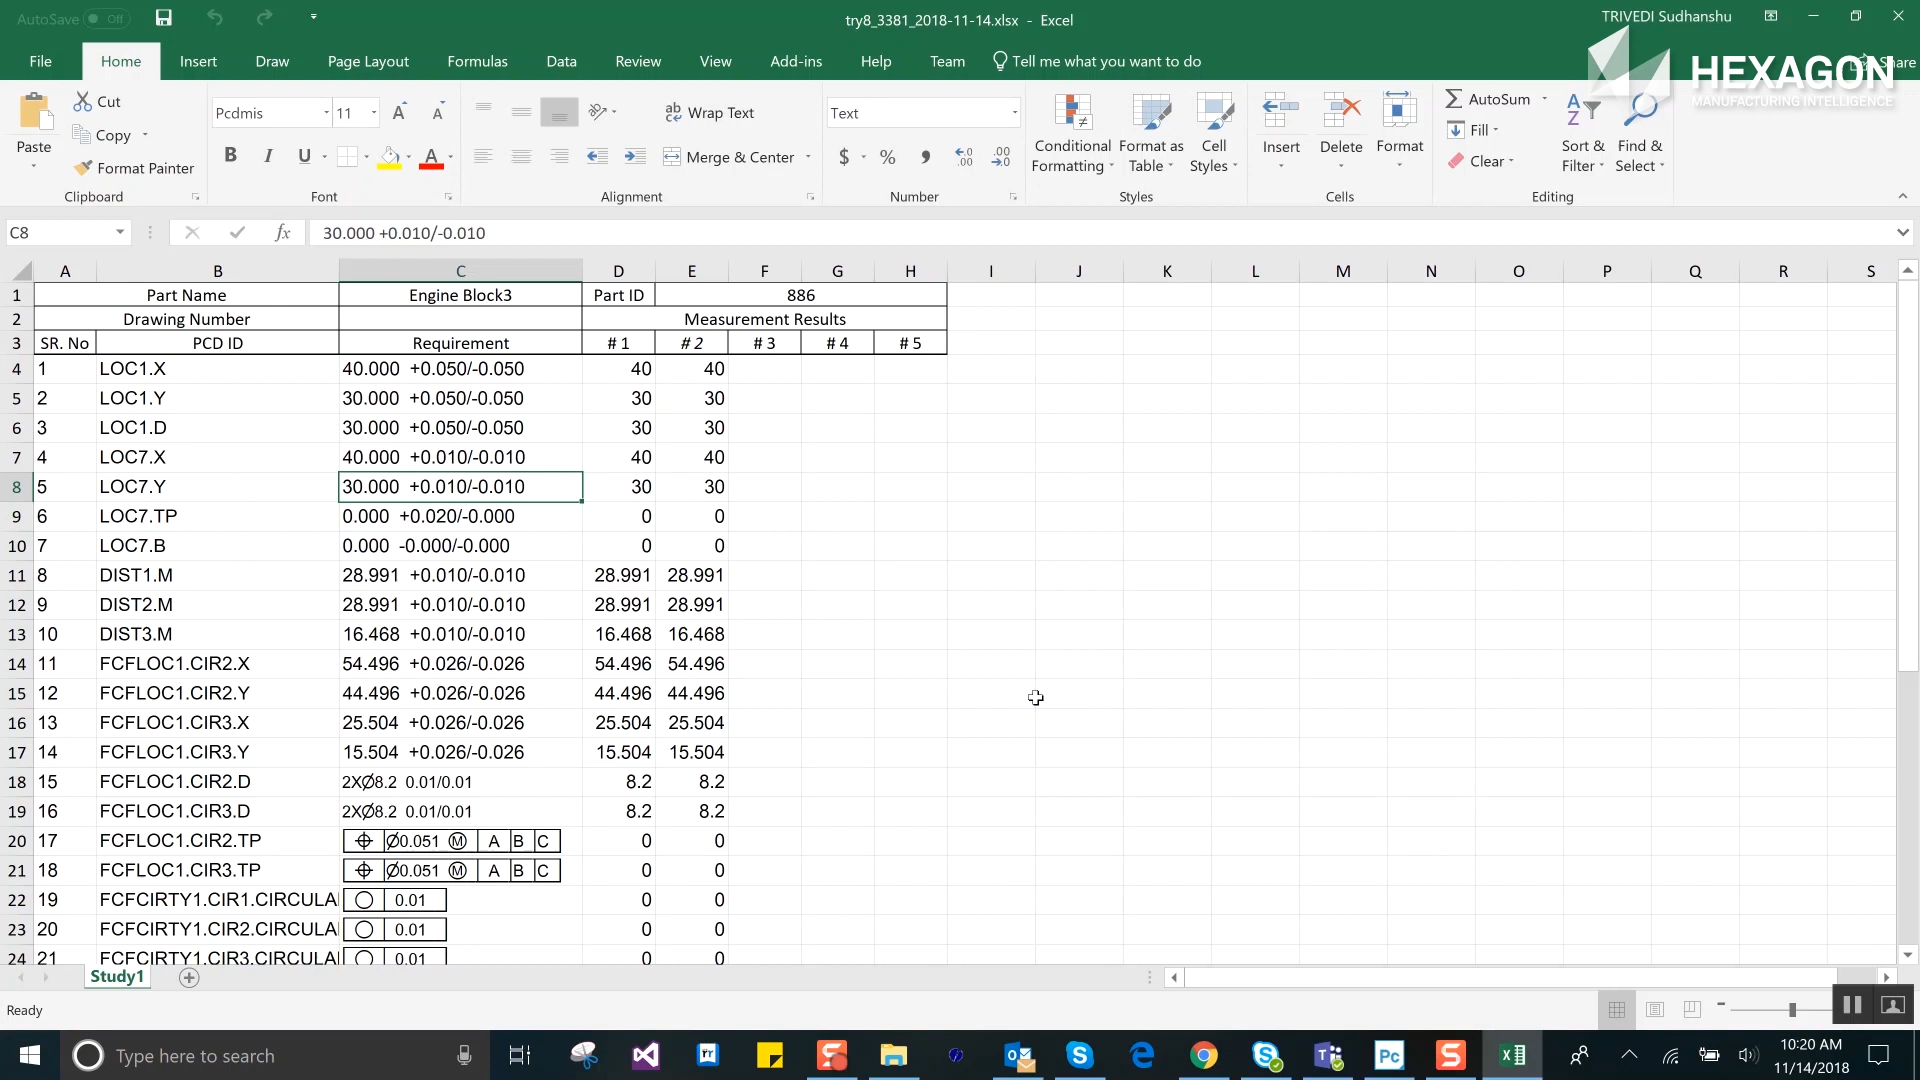 AutoSave Off
try8_3381_2018-11-14.xlsx - Excel
TRIVEDI Sudhanshu
File Home Insert Draw Page Layout Formulas Data Review View Add-ins Help Team Tell me what you want to do Share
HEXAGON
MANUFACTURING INTELLIGENCE
Paste
Cut
Copy
Format Painter
Clipboard
Pcdmis 11
B I U
Font
Wrap Text
Merge & Center
Alignment
Text
$ % ,
Number
Conditional Formatting
Format as Table
Cell Styles
Styles
Insert Delete Format
Cells
AutoSum
Fill
Clear
Sort & Filter
Find & Select
Editing
C8 fx 30.000 +0.010/-0.010
A B C D E F G H I J K L M N O P Q R S
1 Part Name Engine Block3 Part ID 886
2 Drawing Number Measurement Results
3 SR. No PCD ID Requirement # 1 # 2 # 3 # 4 # 5
4 1 LOC1.X 40.000 +0.050/-0.050 40 40
5 2 LOC1.Y 30.000 +0.050/-0.050 30 30
6 3 LOC1.D 30.000 +0.050/-0.050 30 30
7 4 LOC7.X 40.000 +0.010/-0.010 40 40
8 5 LOC7.Y 30.000 +0.010/-0.010 30 30
9 6 LOC7.TP 0.000 +0.020/-0.000 0 0
10 7 LOC7.B 0.000 -0.000/-0.000 0 0
11 8 DIST1.M 28.991 +0.010/-0.010 28.991 28.991
12 9 DIST2.M 28.991 +0.010/-0.010 28.991 28.991
13 10 DIST3.M 16.468 +0.010/-0.010 16.468 16.468
14 11 FCFLOC1.CIR2.X 54.496 +0.026/-0.026 54.496 54.496
15 12 FCFLOC1.CIR2.Y 44.496 +0.026/-0.026 44.496 44.496
16 13 FCFLOC1.CIR3.X 25.504 +0.026/-0.026 25.504 25.504
17 14 FCFLOC1.CIR3.Y 15.504 +0.026/-0.026 15.504 15.504
18 15 FCFLOC1.CIR2.D 2XØ8.2 0.01/0.01 8.2 8.2
19 16 FCFLOC1.CIR3.D 2XØ8.2 0.01/0.01 8.2 8.2
20 17 FCFLOC1.CIR2.TP ⌖ Ø0.051 Ⓜ A B C 0 0
21 18 FCFLOC1.CIR3.TP ⌖ Ø0.051 Ⓜ A B C 0 0
22 19 FCFCIRTY1.CIR1.CIRCULA ○ 0.01 0 0
23 20 FCFCIRTY1.CIR2.CIRCULA ○ 0.01 0 0
24 21 FCFCIRTY1.CIR3.CIRCULA ○ 0.01 0 0
Study1
Ready
Type here to search
10:20 AM
11/14/2018